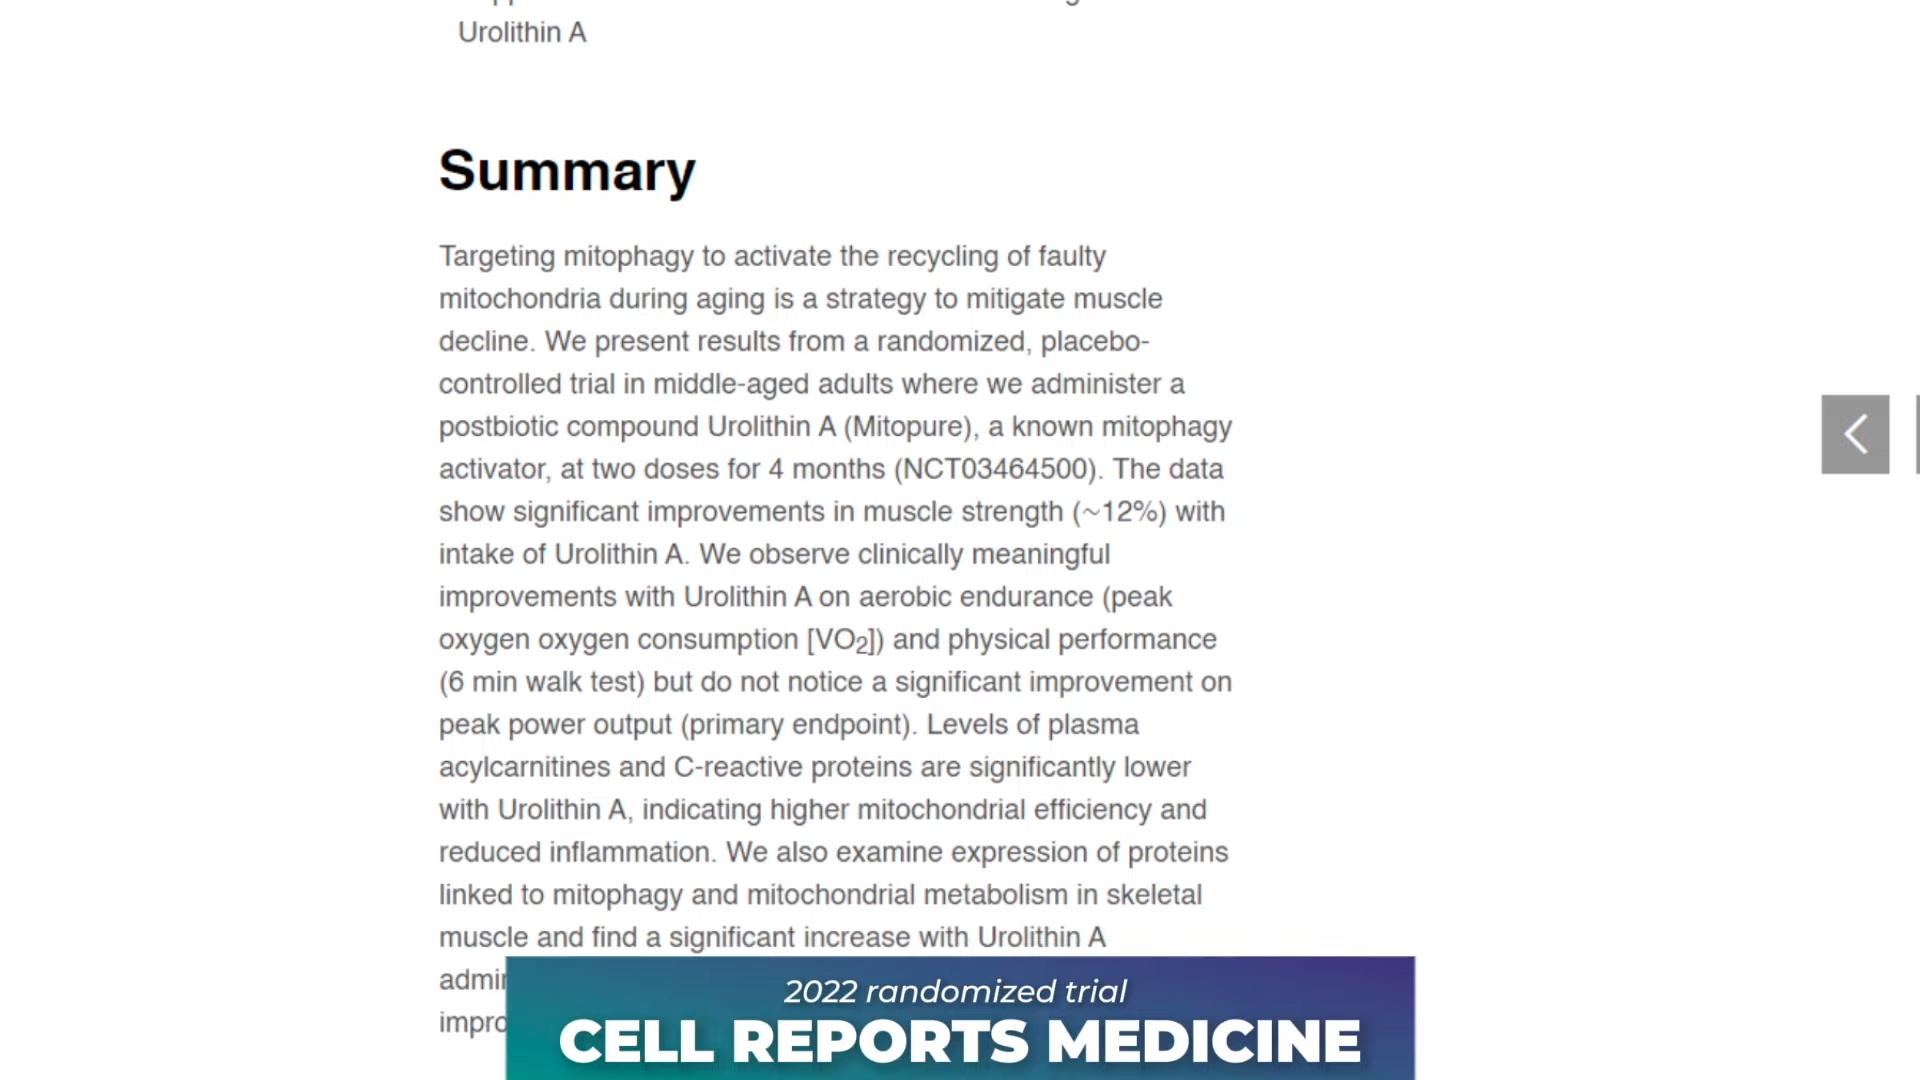 Urolithin A
Summary
Targeting mitophagy to activate the recycling of faulty
mitochondria during aging is a strategy to mitigate muscle
decline. We present results from a randomized, placebo-
controlled trial in middle-aged adults where we administer a
postbiotic compound Urolithin A (Mitopure), a known mitophagy
activator, at two doses for 4 months (NCT03464500). The data
show significant improvements in muscle strength (~12%) with
intake of Urolithin A. We observe clinically meaningful
improvements with Urolithin A on aerobic endurance (peak
oxygen oxygen consumption [VO2]) and physical performance
(6 min walk test) but do not notice a significant improvement on
peak power output (primary endpoint). Levels of plasma
acylcarnitines and C-reactive proteins are significantly lower
with Urolithin A, indicating higher mitochondrial efficiency and
reduced inflammation. We also examine expression of proteins
linked to mitophagy and mitochondrial metabolism in skeletal
muscle and find a significant increase with Urolithin A
2022 randomized trial
CELL REPORTS MEDICINE